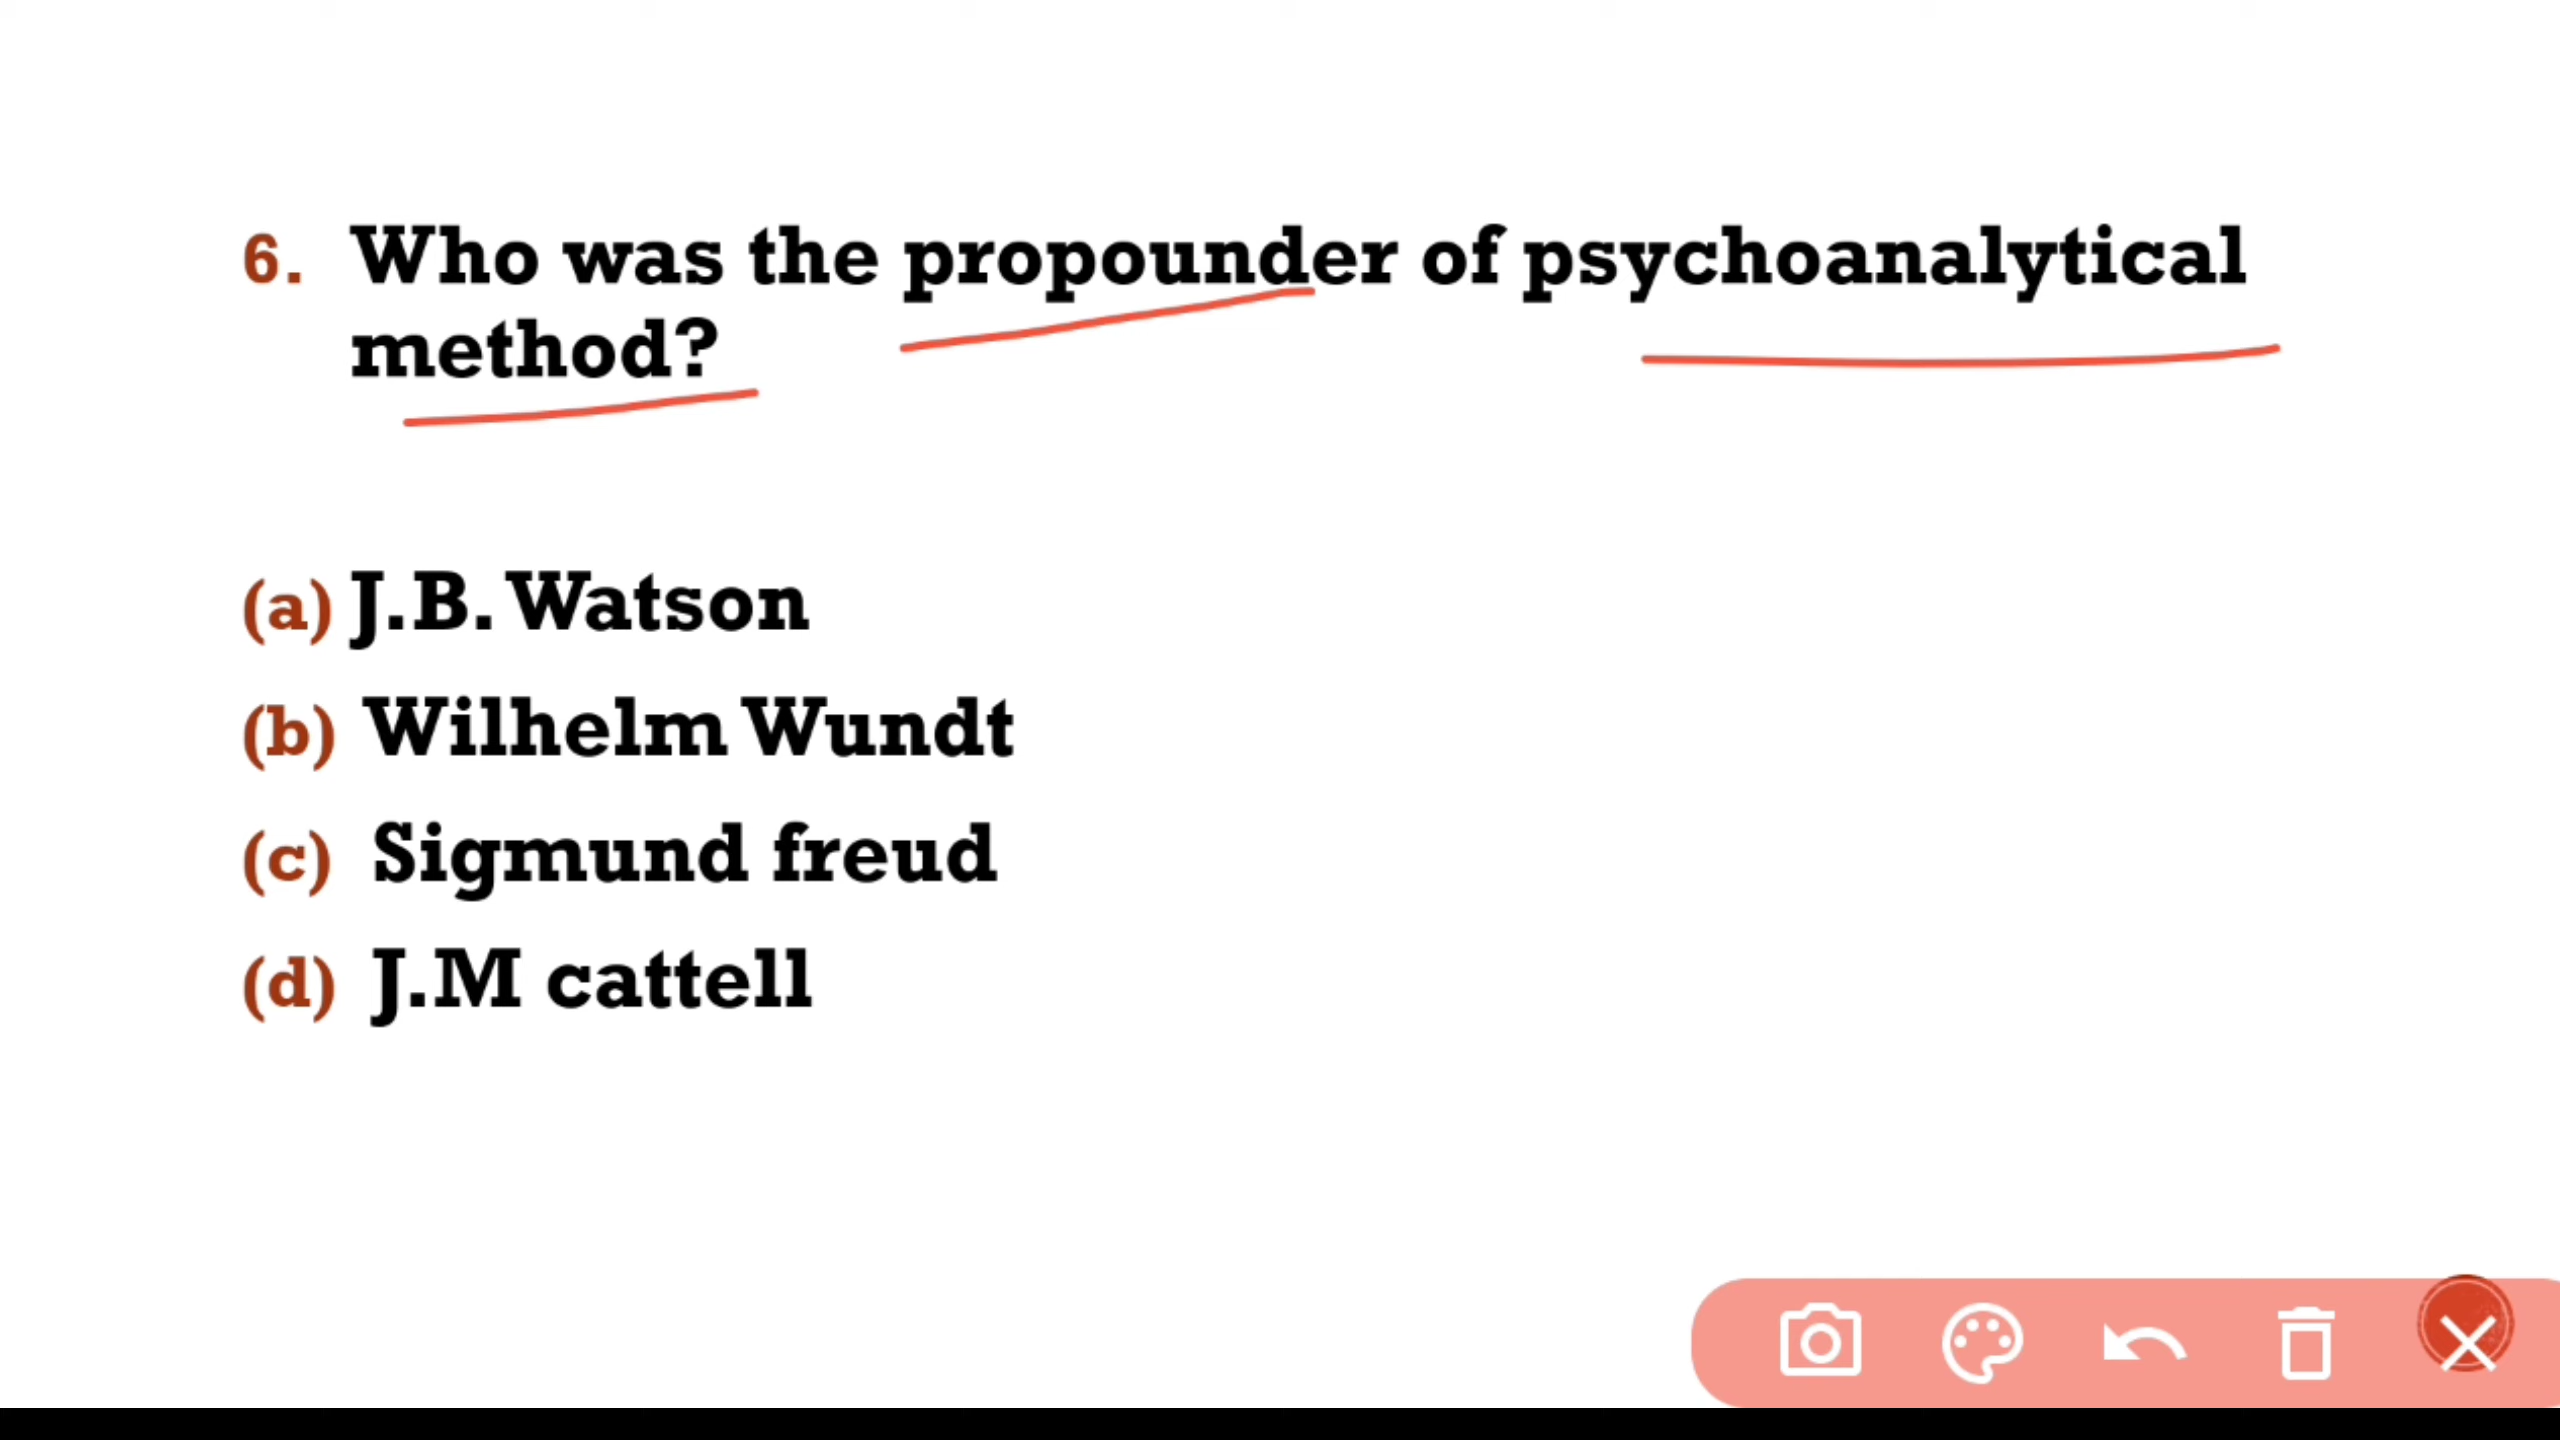 6. Who was the propounder of psychoanalytical
method?
(a) J.B. Watson
(b) Wilhelm Wundt
(c) Sigmund freud
(d) J.M cattell